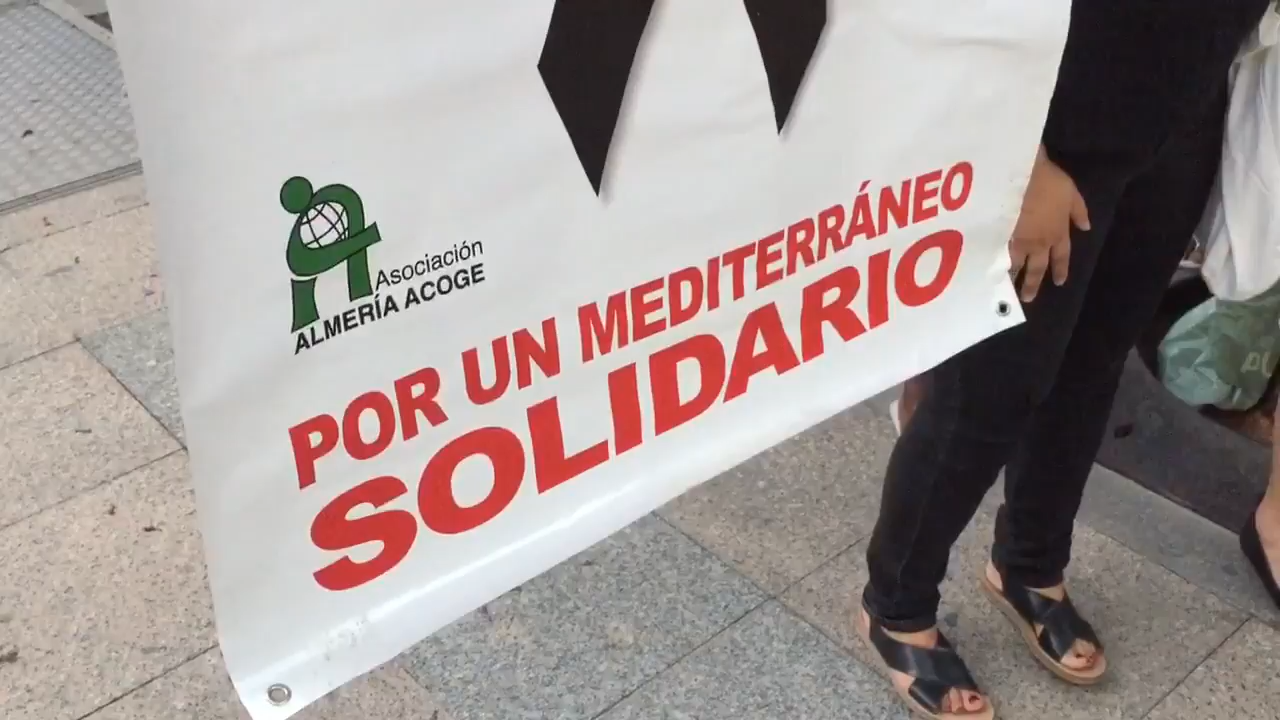 Asociación
ALMERÍA ACOGE
POR UN MEDITERRÁNEO
SOLIDARIO